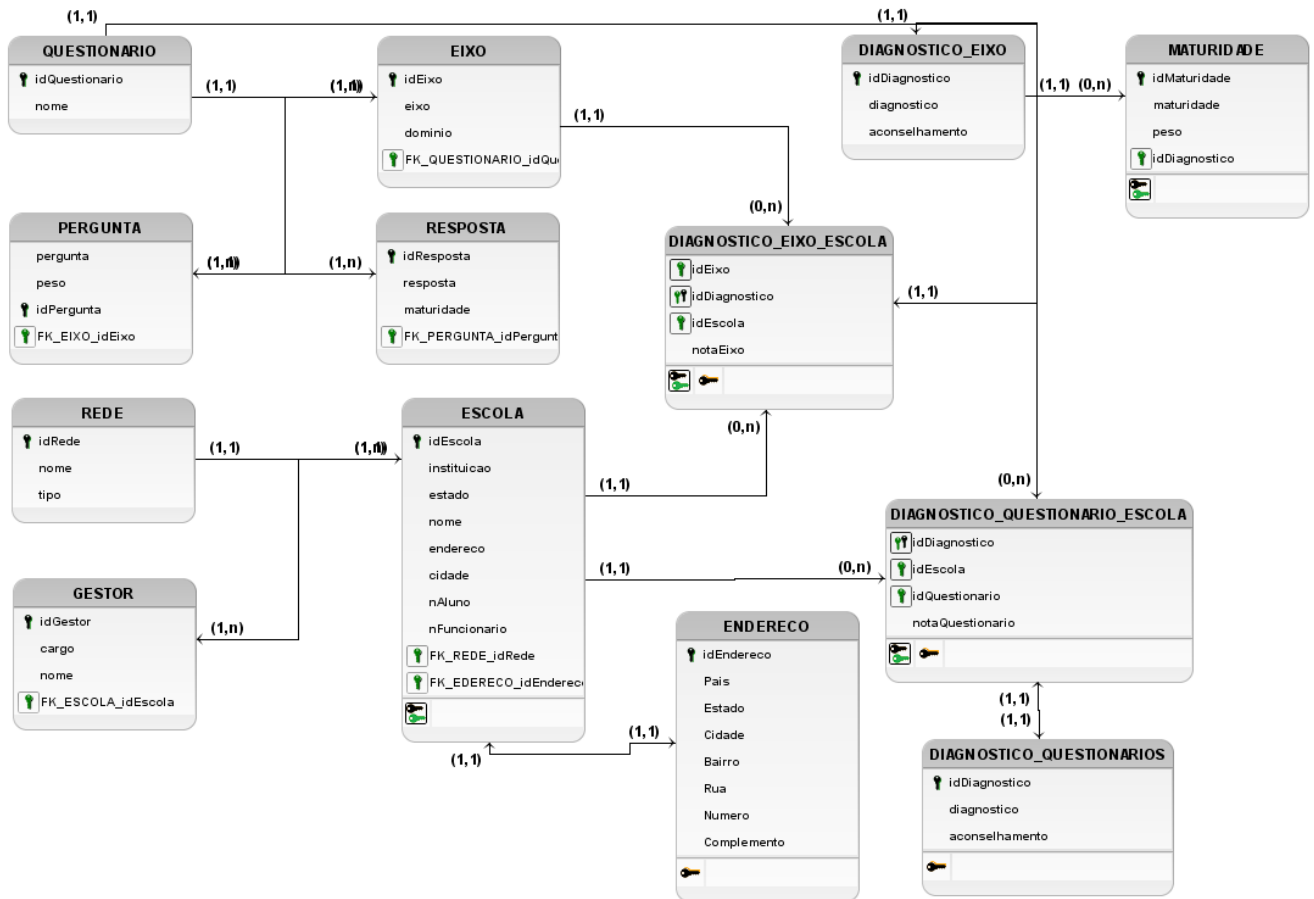 (1,1)
(1,1)
QUESTIONARIO
idQuestionario
nome
(1,1)
EIXO
idEixo
eixo
dominio
FK_QUESTIONARIO_idQu
(1,1)
DIAGNOSTICO_EIXO
idDiagnostico
diagnostico
aconselhamento
(1,1)
(0,n)
MATURIDADE
idMaturidade
maturidade
peso
idDiagnostico
PERGUNTA
pergunta
peso
idPergunta
FK_EIXO_idEixo
(1,n)
RESPOSTA
idResposta
resposta
maturidade
FK_PERGUNTA_idPergunt
(0,n)
DIAGNOSTICO_EIXO_ESCOLA
idEixo
idDiagnostico
idEscola
notaEixo
(1,1)
(0,n)
REDE
idRede
nome
tipo
(1,1)
ESCOLA
idEscola
instituicao
estado
nome
endereco
cidade
nAluno
nFuncionario
FK_REDE_idRede
FK_EDERECO_idEnderec
(1,1)
(1,1)
(0,n)
(0,n)
DIAGNOSTICO_QUESTIONARIO_ESCOLA
idDiagnostico
idEscola
idQuestionario
notaQuestionario
GESTOR
idGestor
cargo
nome
FK_ESCOLA_idEscola
(1,n)
(1,1)
(1,1)
ENDERECO
idEndereco
Pais
Estado
Cidade
Bairro
Rua
Numero
Complemento
(1,1)
(1,1)
DIAGNOSTICO_QUESTIONARIOS
idDiagnostico
diagnostico
aconselhamento